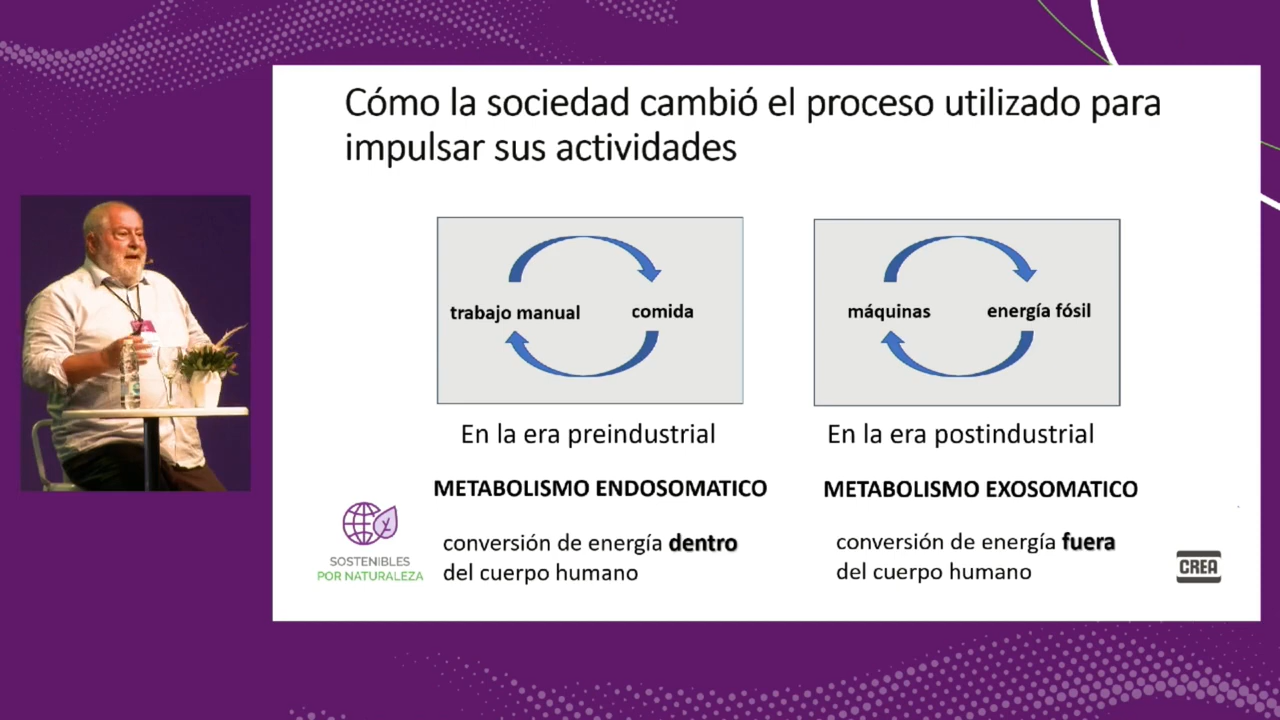 Cómo la sociedad cambió el proceso utilizado para
impulsar sus actividades
trabajo manual
comida
máquinas
energía fósil
En la era preindustrial
En la era postindustrial
METABOLISMO ENDOSOMATICO
METABOLISMO EXOSOMATICO
conversión de energía dentro
del cuerpo humano
conversión de energía fuera
del cuerpo humano
SOSTENIBLES
POR NATURALEZA
CREA